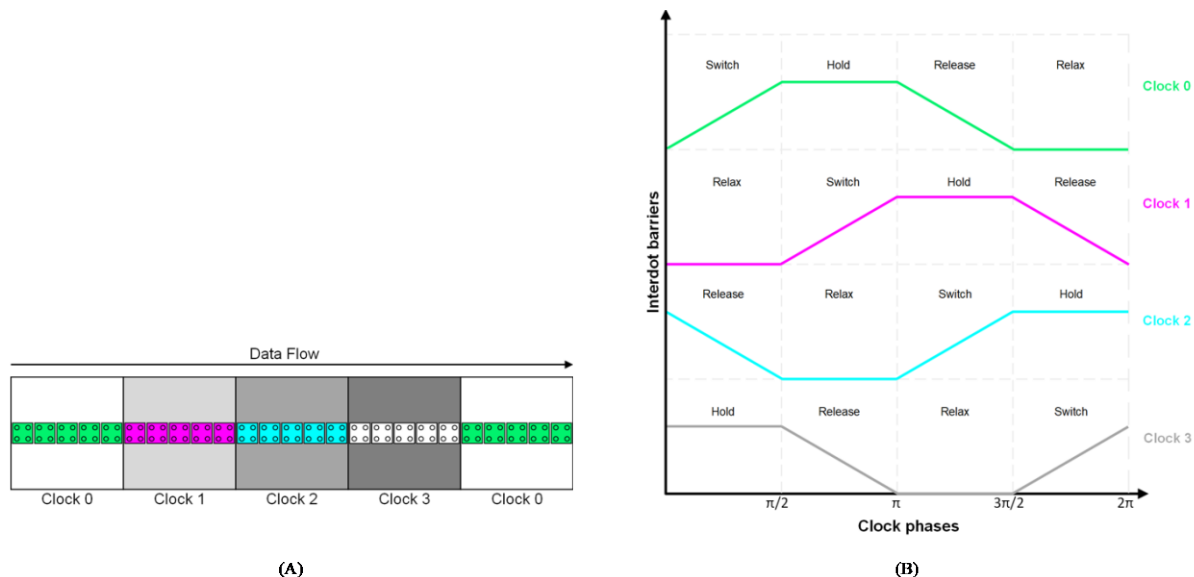 Data Flow
Clock 0 Clock 1 Clock 2 Clock 3 Clock 0
(A)
Interdot barriers
Switch Hold Release Relax Clock 0
Relax Switch Hold Release Clock 1
Release Relax Switch Hold Clock 2
Hold Release Relax Switch Clock 3
π/2 π 3π/2 2π
Clock phases
(B)